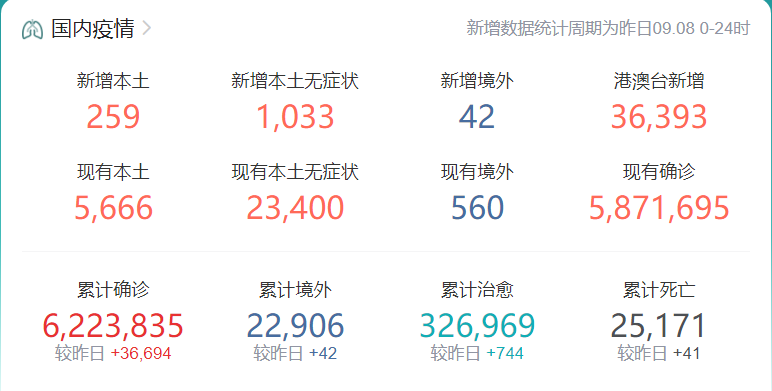 国内疫情 新增数据统计周期为昨日09.08 0-24时
新增本土 新增本土无症状 新增境外 港澳台新增
259 1,033 42 36,393
现有本土 现有本土无症状 现有境外 现有确诊
5,666 23,400 560 5,871,695
累计确诊 累计境外 累计治愈 累计死亡
6,223,835 22,906 326,969 25,171
较昨日 +36,694 较昨日 +42 较昨日 +744 较昨日 +41